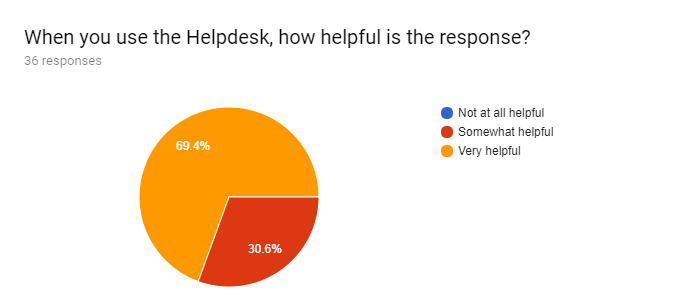 When you use the Helpdesk, how helpful is the response?
36 responses
Not at all helpful
Somewhat helpful
Very helpful
69.4%
30.6%